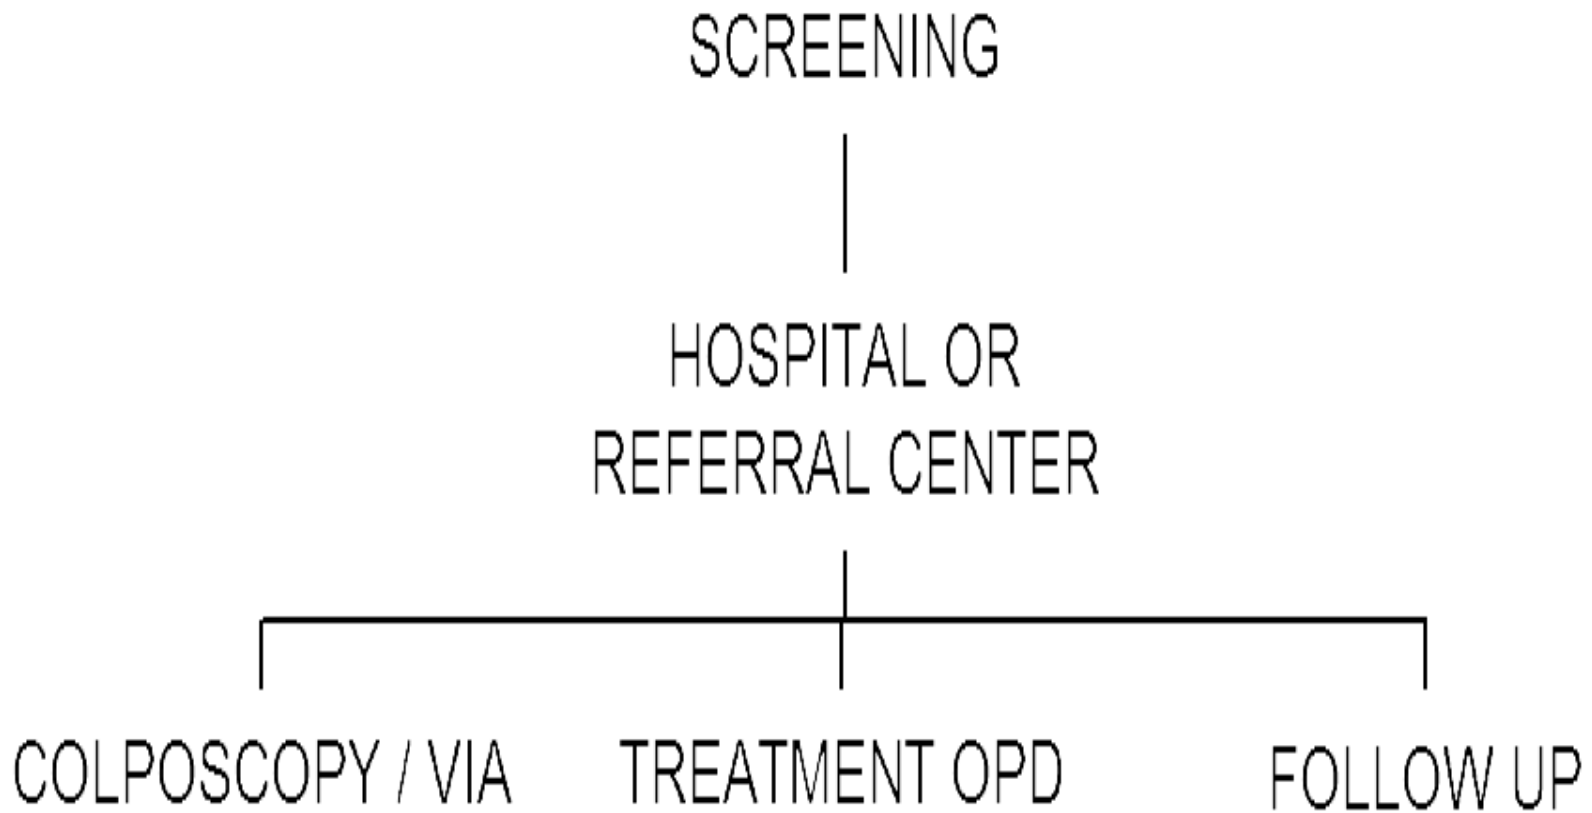 SCREENING
HOSPITAL OR
REFERRAL CENTER
COLPOSCOPY / VIA
TREATMENT OPD
FOLLOW UP